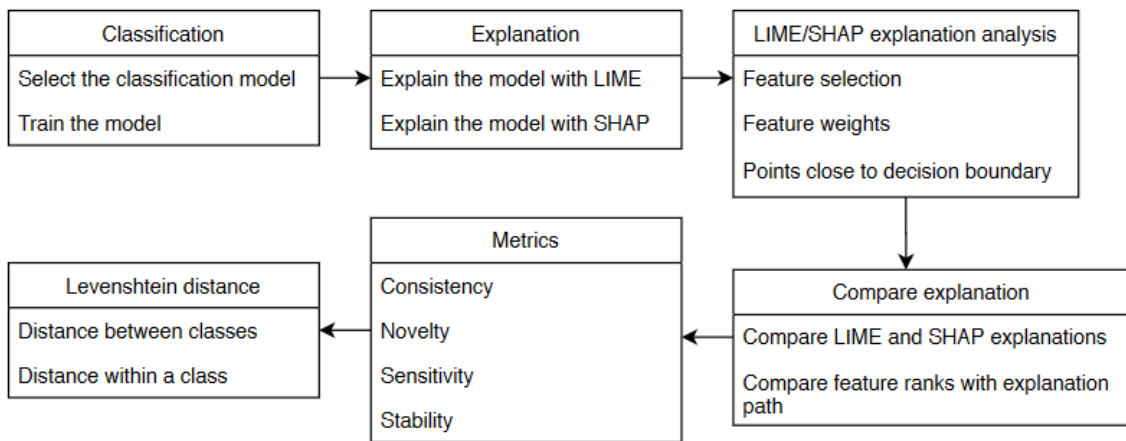 Classification
Select the classification model
Train the model
Explanation
Explain the model with LIME
Explain the model with SHAP
LIME/SHAP explanation analysis
Feature selection
Feature weights
Points close to decision boundary
Compare explanation
Compare LIME and SHAP explanations
Compare feature ranks with explanation
path
Metrics
Consistency
Novelty
Sensitivity
Stability
Levenshtein distance
Distance between classes
Distance within a class